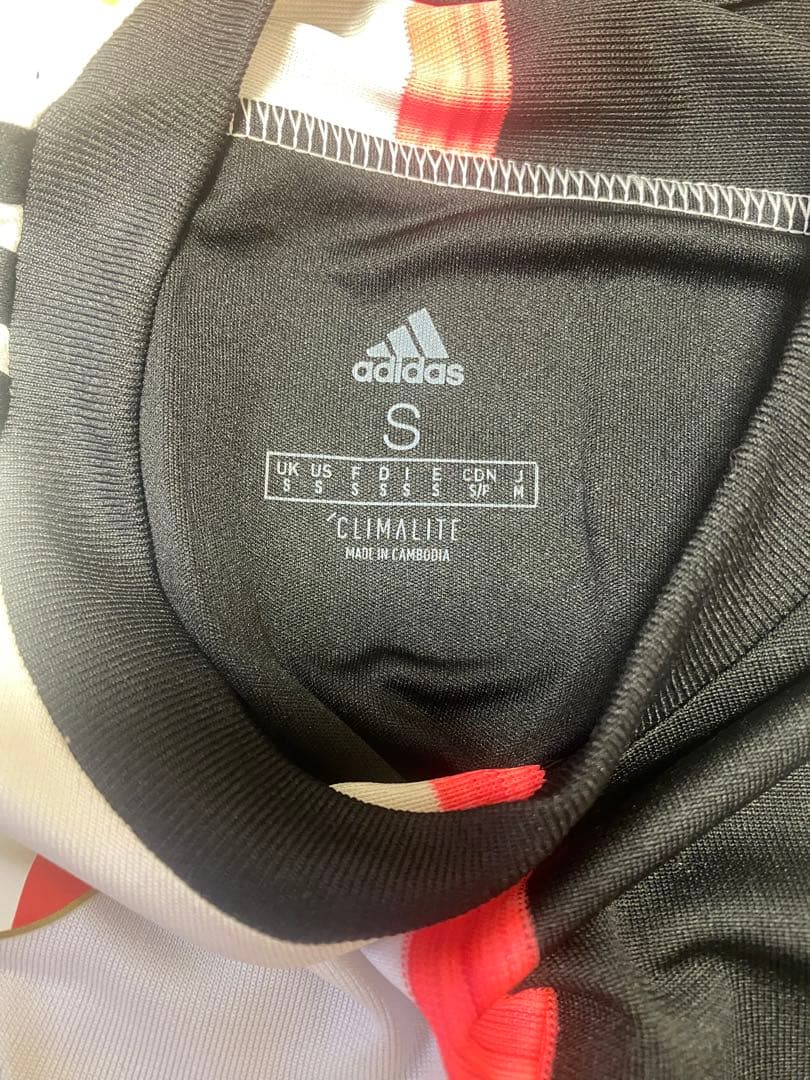 adidas
S
UK US F D I E CDN J
S S S S S S S/P M
CLIMALITE
MADE IN CAMBODIA